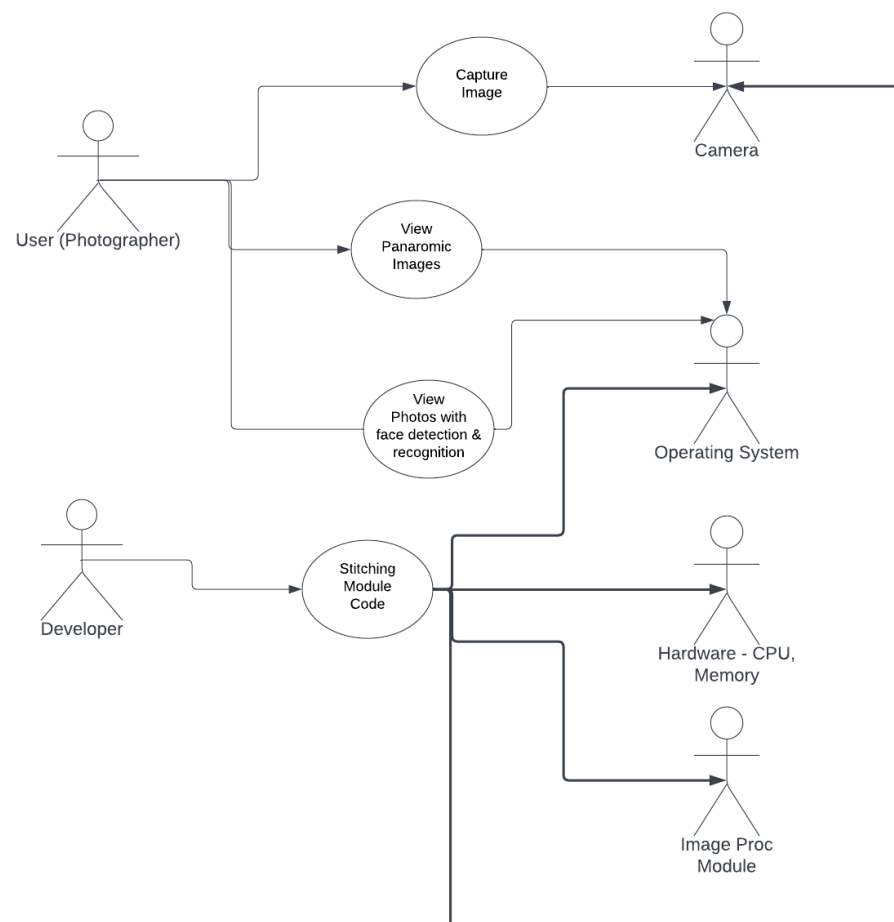 Capture
Image
Camera
User (Photographer)
View
Panaromic
Images
View
Photos with
face detection &
recognition
Operating System
Stitching
Module
Code
Developer
Hardware - CPU,
Memory
Image Proc
Module